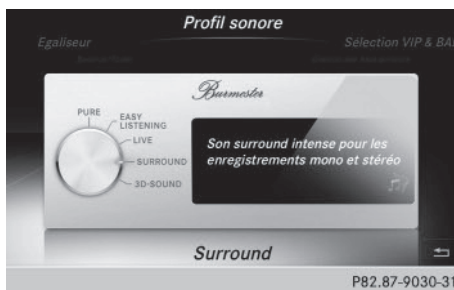 Profil sonore
Egaliseur
Sélection VIP & BA
Burmester
PURE
EASY
LISTENING
LIVE
SURROUND
3D-SOUND
Son surround intense pour les
enregistrements mono et stéréo
Surround
P82.87-9030-31